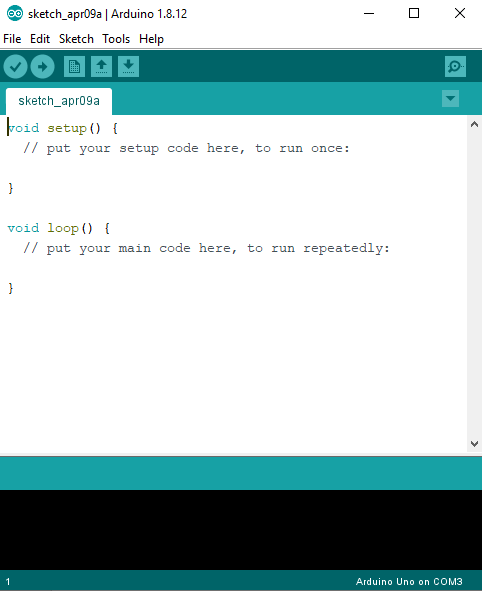 sketch_apr09a | Arduino 1.8.12
File Edit Sketch Tools Help
sketch_apr09a
void setup() {
  // put your setup code here, to run once:
}
void loop() {
  // put your main code here, to run repeatedly:
}
1 Arduino Uno on COM3